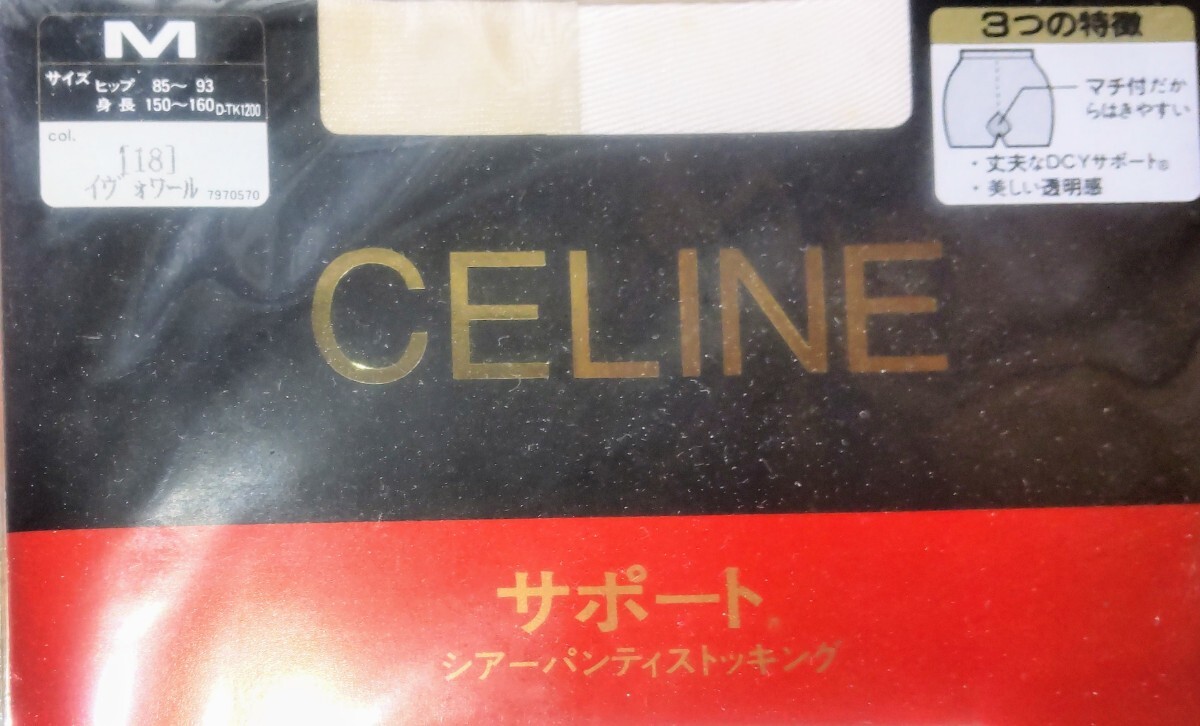 M
サイズ ヒップ 85～93
身長 150～160 D-TK1200
col.
[18]
イヴォワール 7970570
3つの特徴
マチ付だか
らはきやすい
・丈夫なDCYサポート®
・美しい透明感
CELINE
サポート®
シアーパンティストッキング